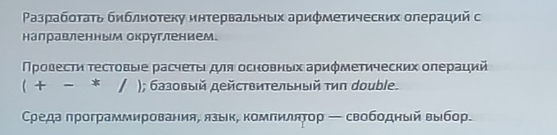 Разработать библиотеку интервальных арифметических операций с
направленным округлением.
Провести тестовые расчеты для основных арифметических операций
( + − * / ); базовый действительный тип double.
Среда программирования, язык, компилятор — свободный выбор.